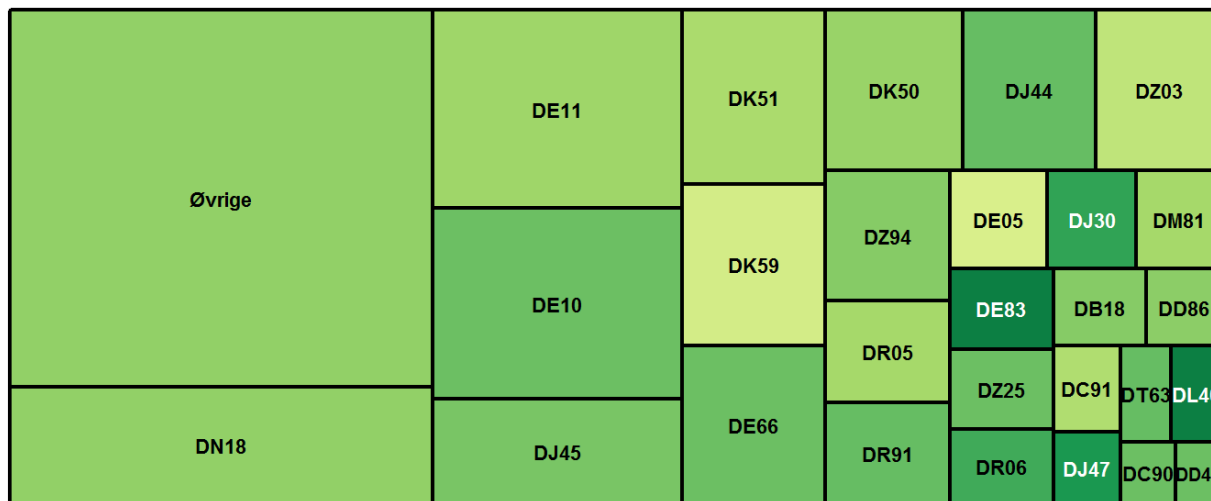 Øvrige
DN18
DE11
DE10
DJ45
DK51
DK59
DE66
DK50
DJ44
DZ03
DZ94
DR05
DR91
DE05
DJ30
DM81
DE83
DZ25
DR06
DB18
DD86
DC91
DJ47
DT63
DC90